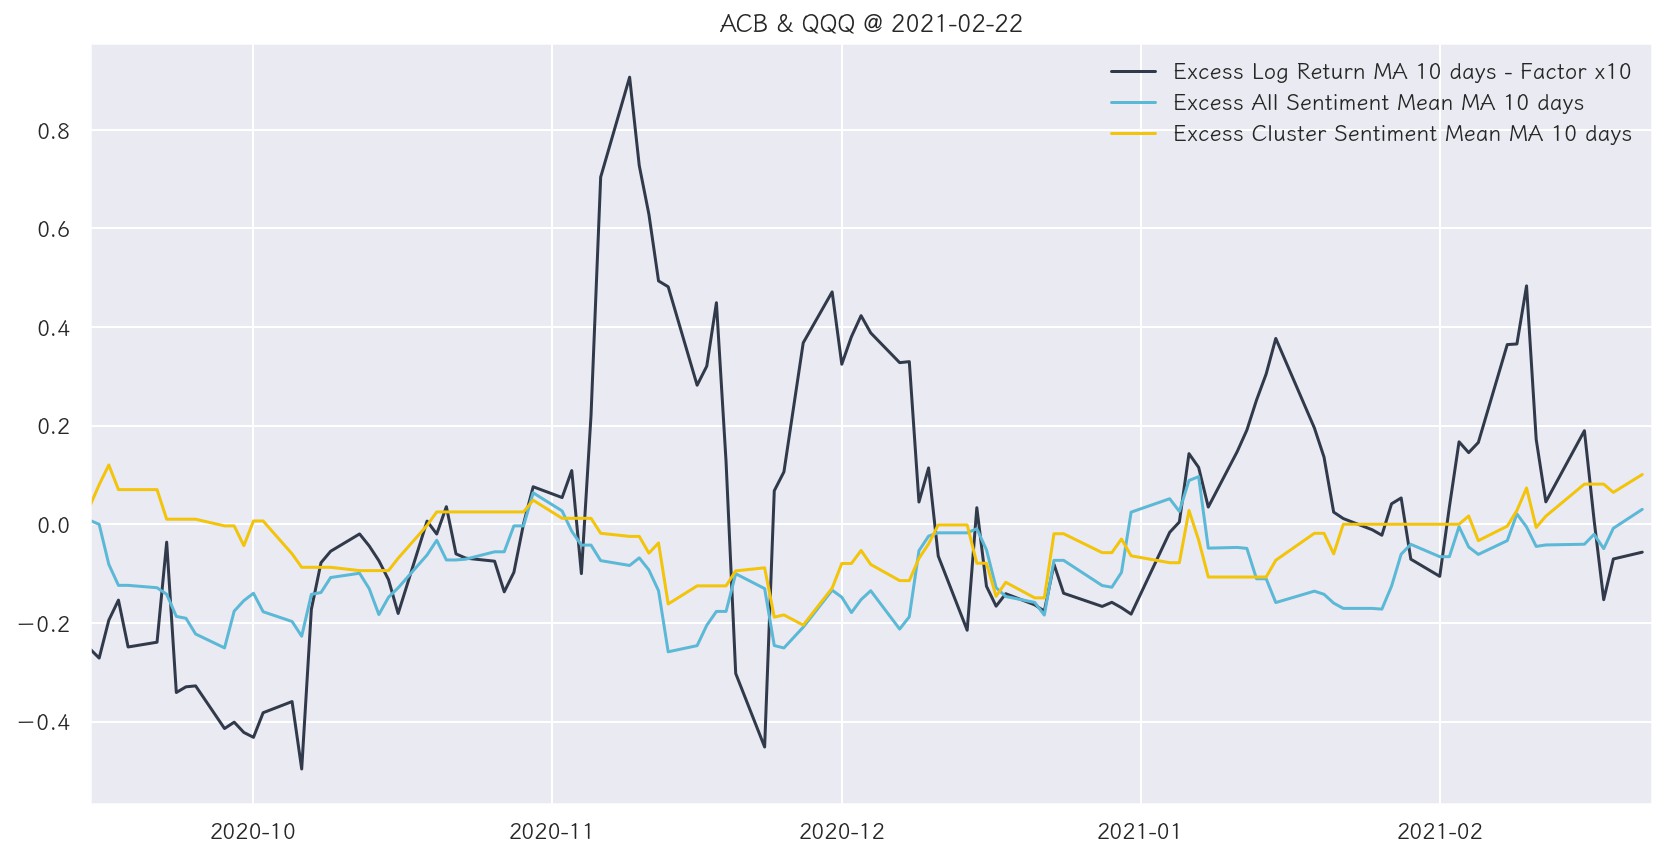 ACB & QQQ @ 2021-02-22
Excess Log Return MA 10 days - Factor x10
Excess All Sentiment Mean MA 10 days
Excess Cluster Sentiment Mean MA 10 days
0.8
0.6
0.4
0.2
0.0
−0.2
−0.4
2020-10 2020-11 2020-12 2021-01 2021-02